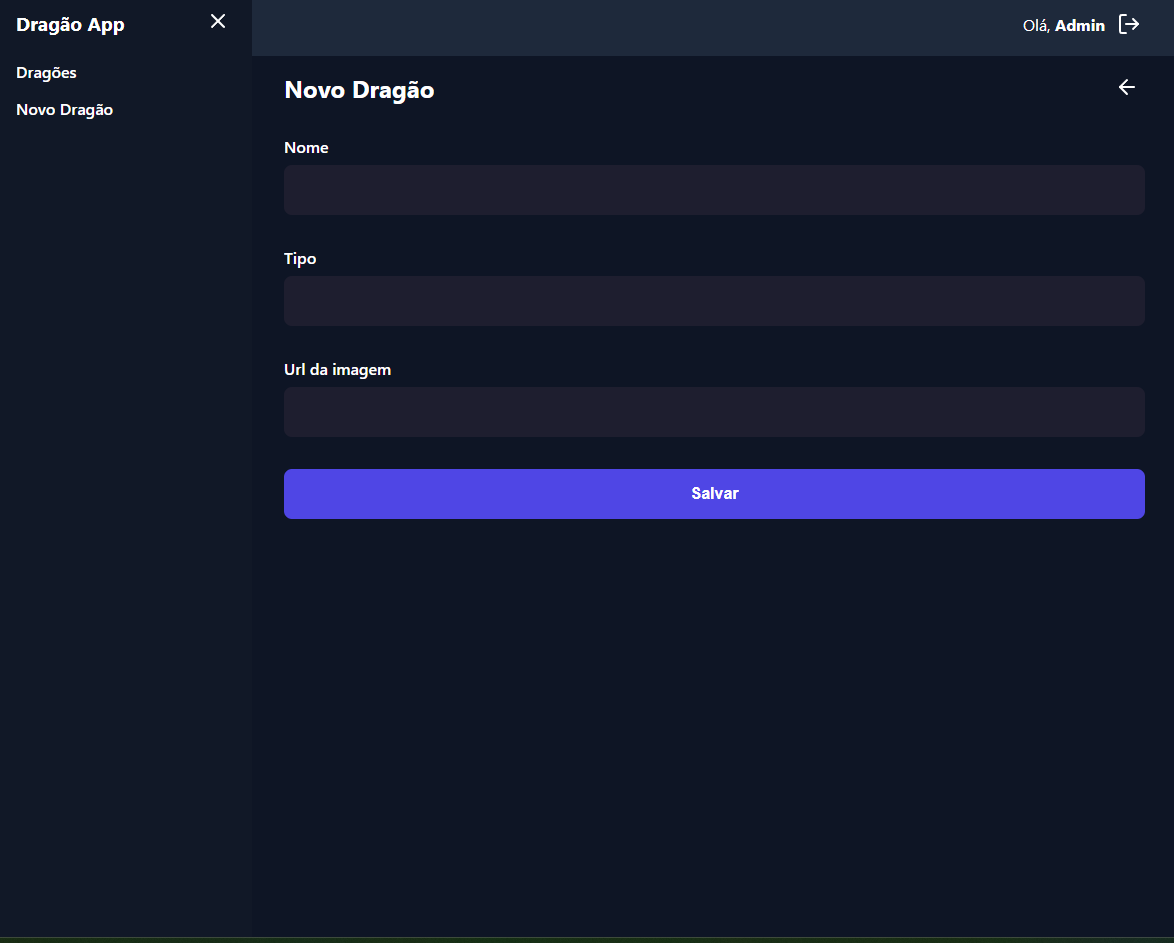 Dragão App
Dragões
Novo Dragão
Olá, Admin
Novo Dragão
Nome
Tipo
Url da imagem
Salvar